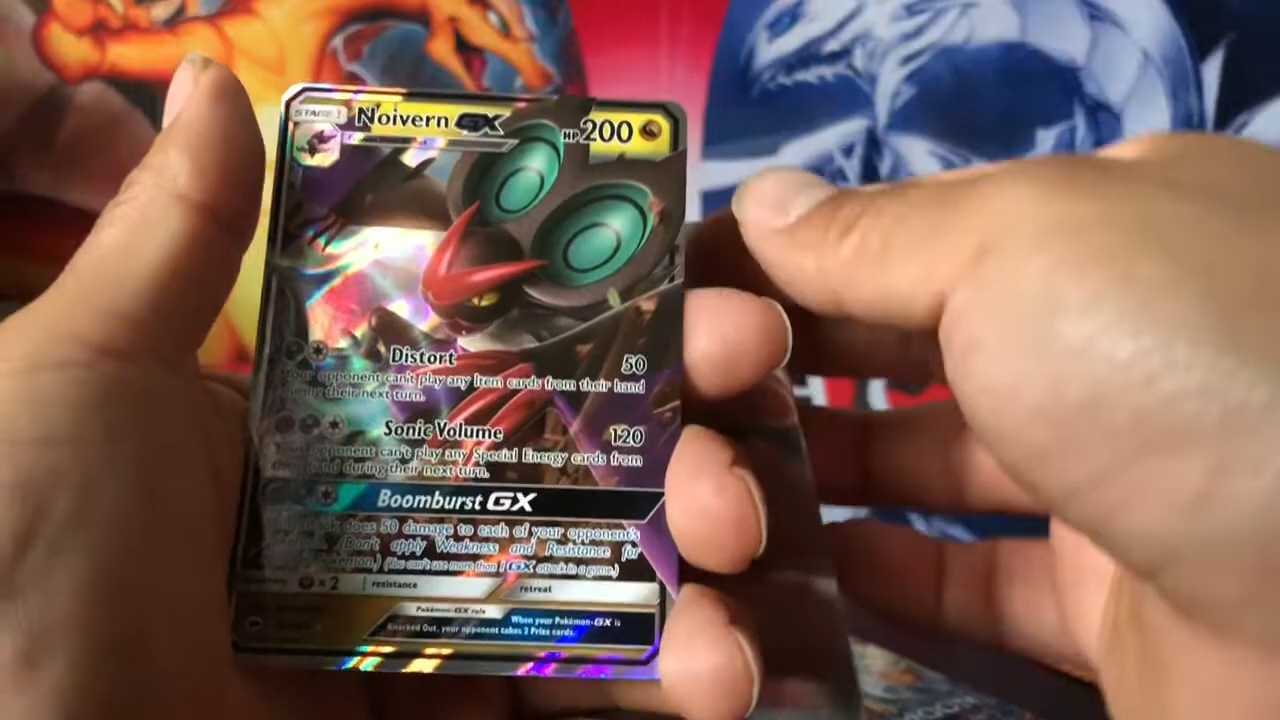 STAGE 1 Noivern GX HP 200
Distort 50
your opponent can't play any Item cards from their hand
during their next turn.
Sonic Volume 120
opponent can't play any Special Energy cards from
their hand during their next turn.
Boomburst GX
attack does 50 damage to each of your opponent's
(Don't apply Weakness and Resistance for
Pokémon.) (You can't use more than 1 GX attack in a game.)
×2 resistance retreat
Pokémon-GX rule When your Pokémon-GX is
Knocked Out, your opponent takes 2 Prize cards.